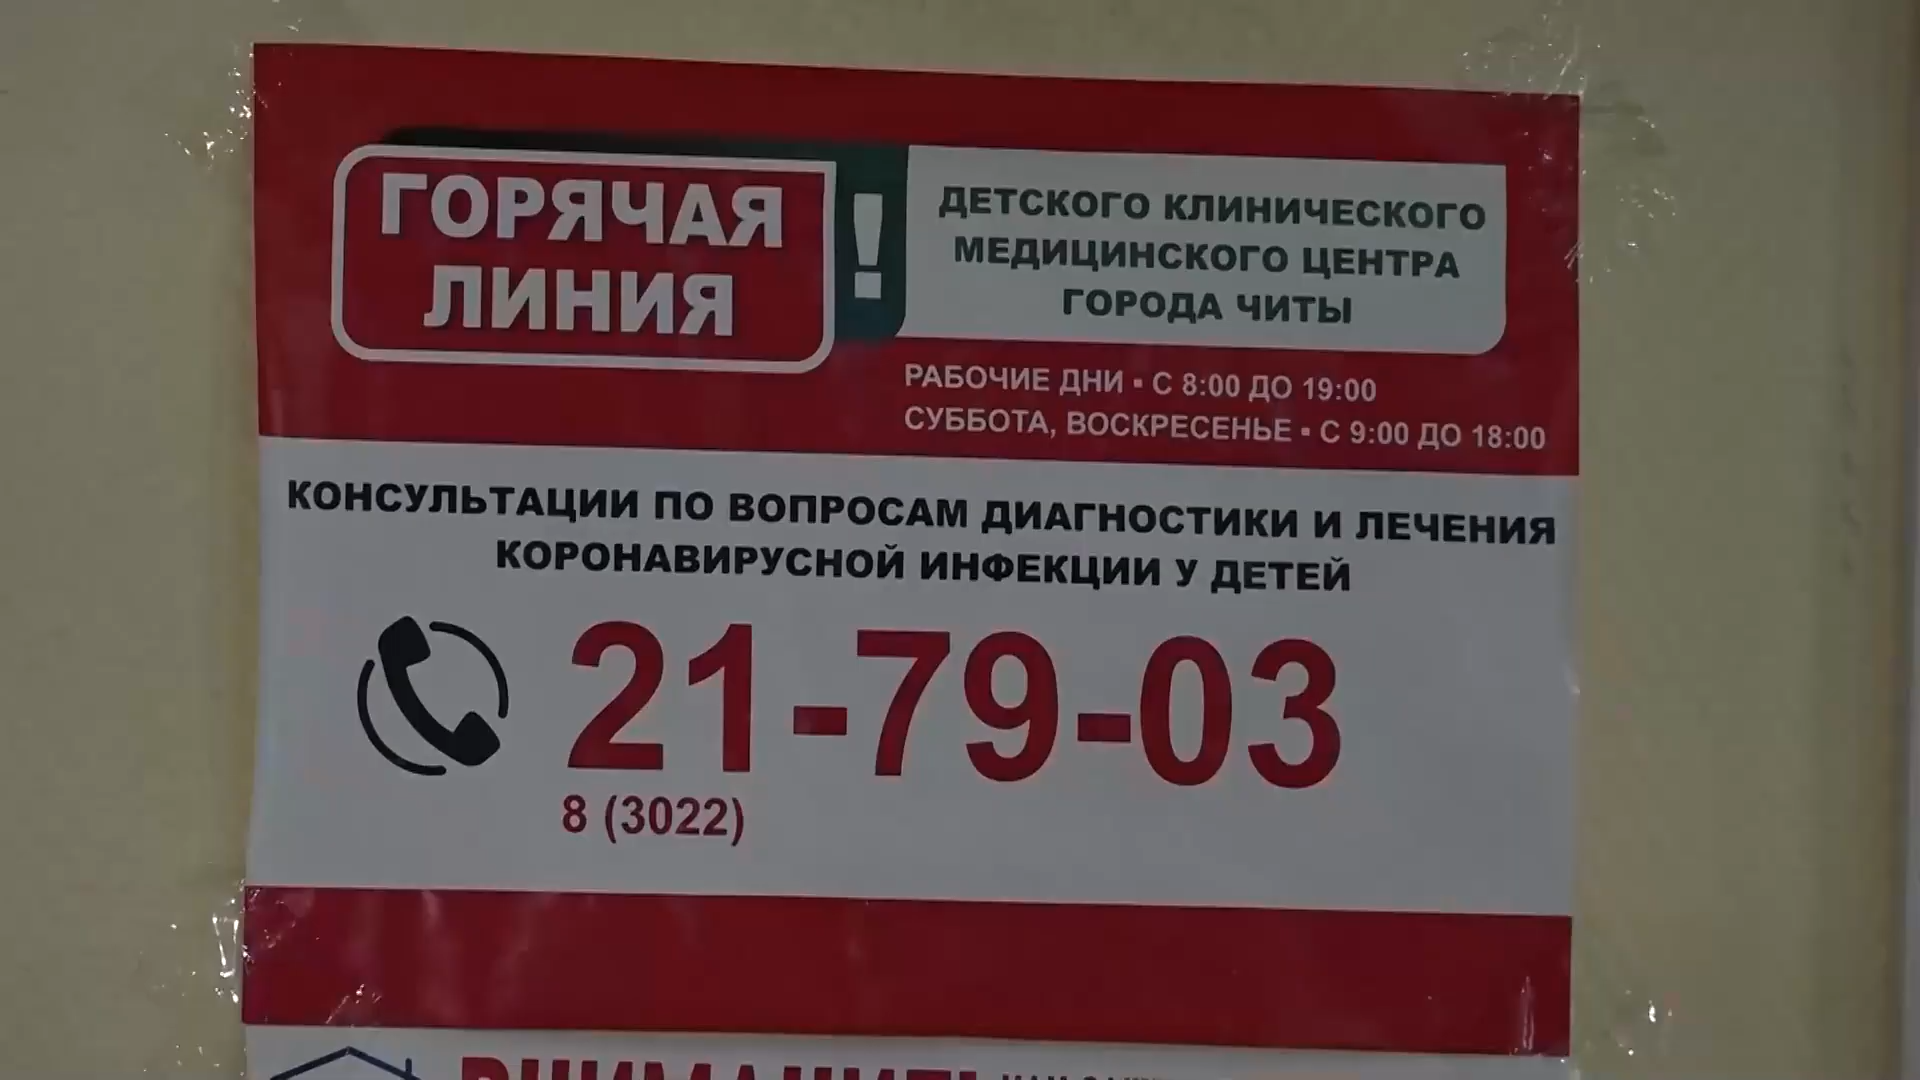 ГОРЯЧАЯ
ЛИНИЯ
!
ДЕТСКОГО КЛИНИЧЕСКОГО
МЕДИЦИНСКОГО ЦЕНТРА
ГОРОДА ЧИТЫ
РАБОЧИЕ ДНИ ▪ С 8:00 ДО 19:00
СУББОТА, ВОСКРЕСЕНЬЕ ▪ С 9:00 ДО 18:00
КОНСУЛЬТАЦИИ ПО ВОПРОСАМ ДИАГНОСТИКИ И ЛЕЧЕНИЯ
КОРОНАВИРУСНОЙ ИНФЕКЦИИ У ДЕТЕЙ
21-79-03
8 (3022)